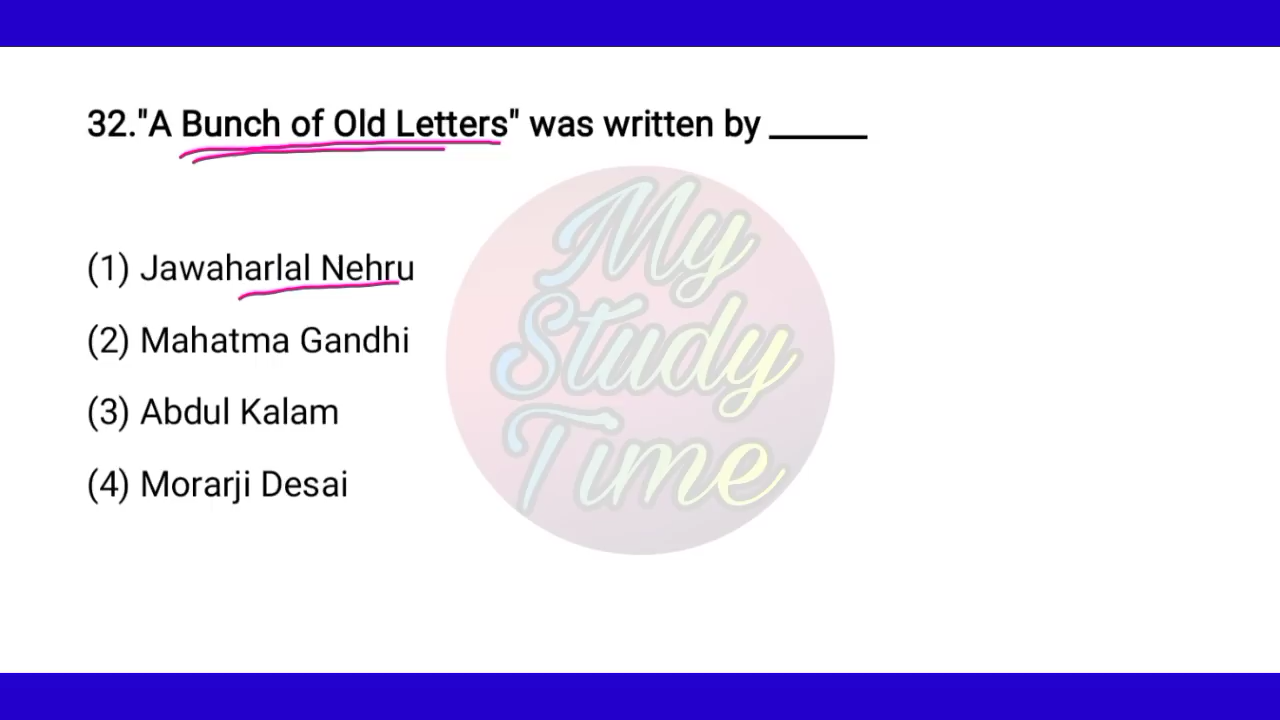 32."A Bunch of Old Letters" was written by ______
(1) Jawaharlal Nehru
(2) Mahatma Gandhi
(3) Abdul Kalam
(4) Morarji Desai
My
Study
Time